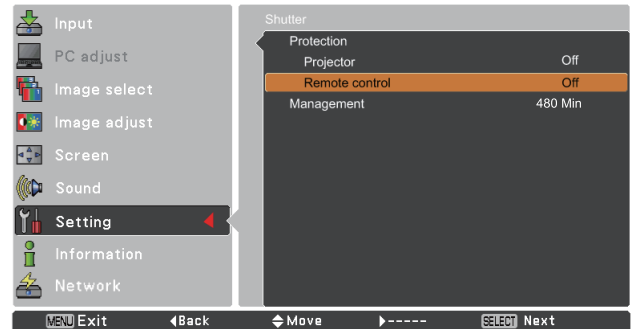 Input
PC adjust
Image select
Image adjust
Screen
Sound
Setting
Information
Network
Shutter
Protection
Projector Off
Remote control Off
Management 480 Min
MENU Exit ◀Back ◆Move ▶----- SELECT Next